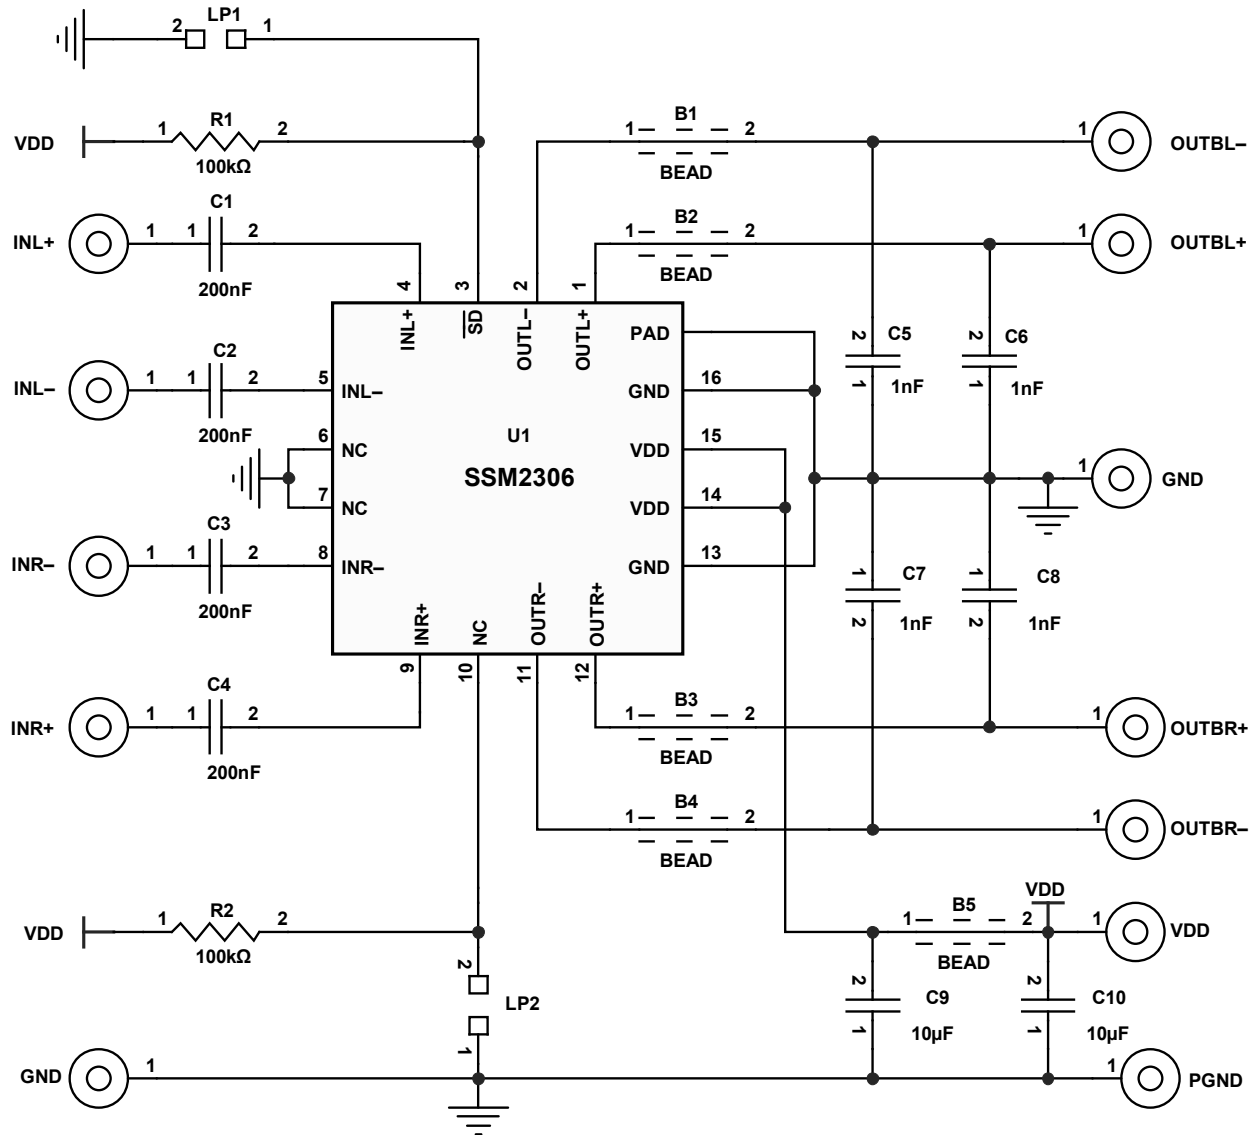 LP1
2 1
R1
VDD 1 2
100kΩ
B1
1 2
BEAD
1 OUTBL–
C1
INL+ 1 1 2
200nF
B2
1 2
BEAD
1 OUTBL+
4 3 2 1
INL+ SD OUTL– OUTL+
PAD
C2
INL– 1 1 2
200nF
5 INL–
GND 16
2 C5
1 1nF
2 C6
1 1nF
6 NC
U1
SSM2306
VDD 15
7 NC
VDD 14
1 GND
C3
INR– 1 1 2
200nF
8 INR–
GND 13
1 C7
2 1nF
1 C8
2 1nF
INR+ NC OUTR– OUTR+
9 10 11 12
C4
INR+ 1 1 2
200nF
B3
1 2
BEAD
1 OUTBR+
B4
1 2
BEAD
1 OUTBR–
R2
VDD 1 2
100kΩ
B5
1 2
BEAD
VDD
1 VDD
2
LP2
1
2 C9
1 10µF
2 C10
1 10µF
GND 1
1 PGND